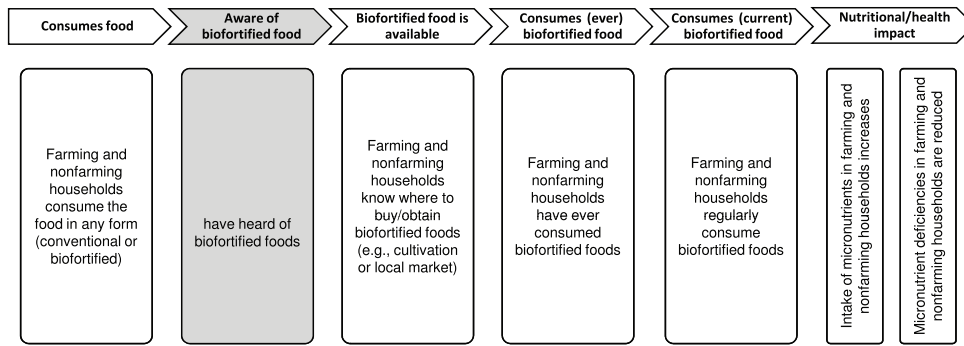 Consumes food
Aware of
biofortified food
Biofortified food is
available
Consumes (ever)
biofortified food
Consumes (current)
biofortified food
Nutritional/health
impact
Farming and
nonfarming
households
consume the
food in any form
(conventional or
biofortified)
have heard of
biofortified foods
Farming and
nonfarming
households
know where to
buy/obtain
biofortified foods
(e.g., cultivation
or local market)
Farming and
nonfarming
households
have ever
consumed
biofortified foods
Farming and
nonfarming
households
regularly
consume
biofortified foods
Intake of micronutrients in farming and
nonfarming households increases
Micronutrient deficiencies in farming and
nonfarming households are reduced